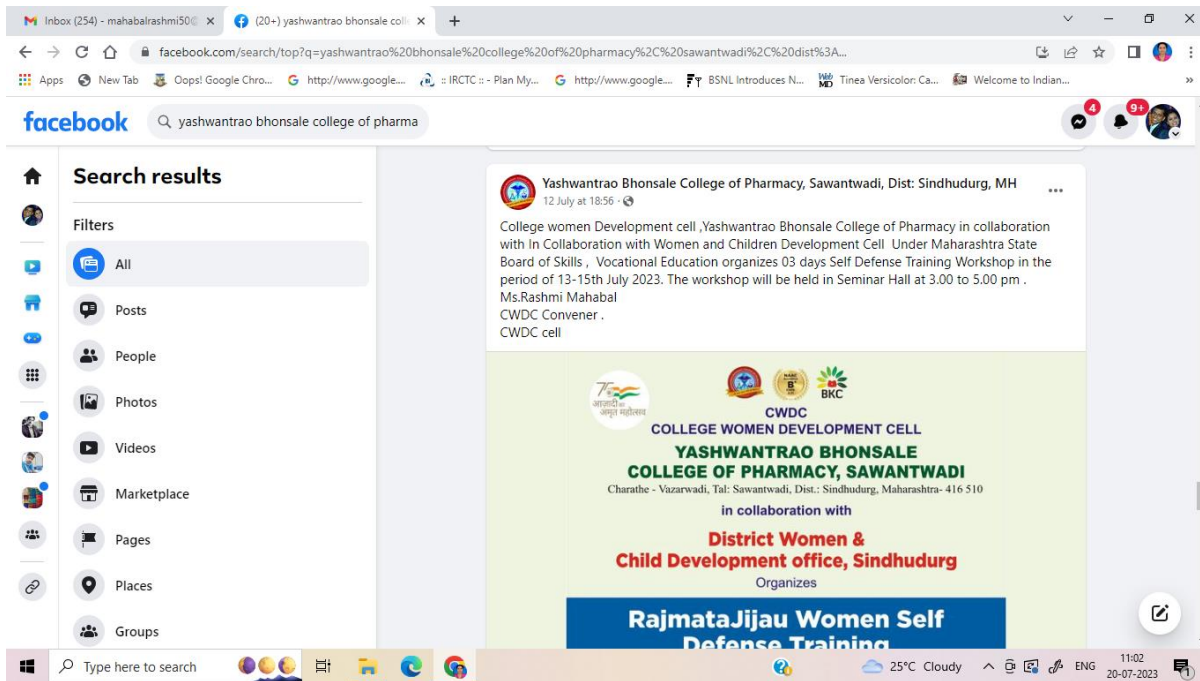 Inbox (254) - mahabalrashmi50@
(20+) yashwantrao bhonsale colle
facebook.com/search/top?q=yashwantrao%20bhonsale%20college%20of%20pharmacy%2C%20sawantwadi%2C%20dist%3A...
Apps New Tab Oops! Google Chro... http://www.google.... :: IRCTC :: - Plan My... http://www.google.... BSNL Introduces N... Tinea Versicolor: Ca... Welcome to Indian... »
facebook
yashwantrao bhonsale college of pharma
4
9+
Search results
Filters
All
Posts
People
Photos
Videos
Marketplace
Pages
Places
Groups
Yashwantrao Bhonsale College of Pharmacy, Sawantwadi, Dist: Sindhudurg, MH
12 July at 18:56 ·
College women Development cell ,Yashwantrao Bhonsale College of Pharmacy in collaboration
with In Collaboration with Women and Children Development Cell Under Maharashtra State
Board of Skills , Vocational Education organizes 03 days Self Defense Training Workshop in the
period of 13-15th July 2023. The workshop will be held in Seminar Hall at 3.00 to 5.00 pm .
Ms.Rashmi Mahabal
CWDC Convener .
CWDC cell
आज़ादी का
अमृत महोत्सव
BKC
CWDC
COLLEGE WOMEN DEVELOPMENT CELL
YASHWANTRAO BHONSALE
COLLEGE OF PHARMACY, SAWANTWADI
Charathe - Vazarwadi, Tal: Sawantwadi, Dist.: Sindhudurg, Maharashtra- 416 510
in collaboration with
District Women &
Child Development office, Sindhudurg
Organizes
RajmataJijau Women Self
Defense Training
Type here to search
25°C Cloudy
ENG
11:02
20-07-2023
1